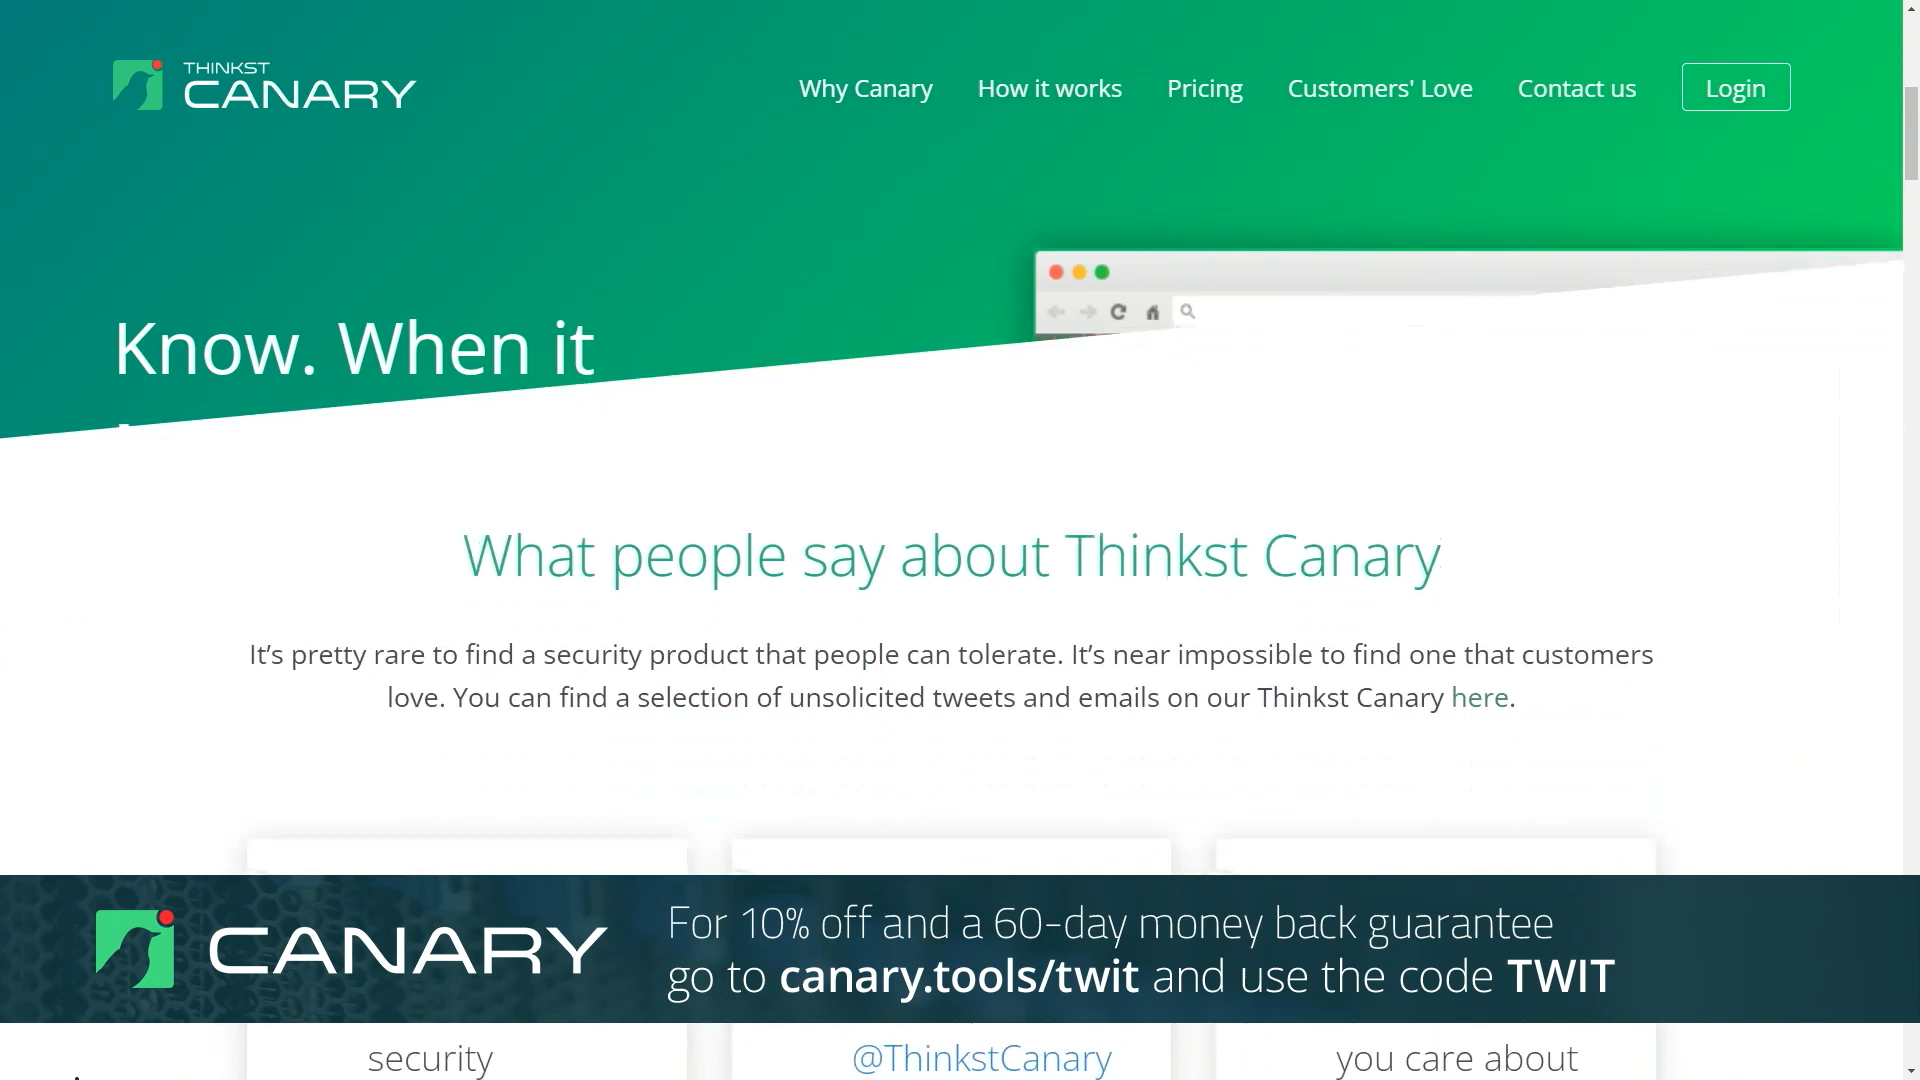 THINKST
CANARY
Why Canary
How it works
Pricing
Customers' Love
Contact us
Login
Know. When it
What people say about Thinkst Canary
It’s pretty rare to find a security product that people can tolerate. It’s near impossible to find one that customers
love. You can find a selection of unsolicited tweets and emails on our Thinkst Canary here.
CANARY
For 10% off and a 60-day money back guarantee
go to canary.tools/twit and use the code TWIT
security
@ThinkstCanary
you care about